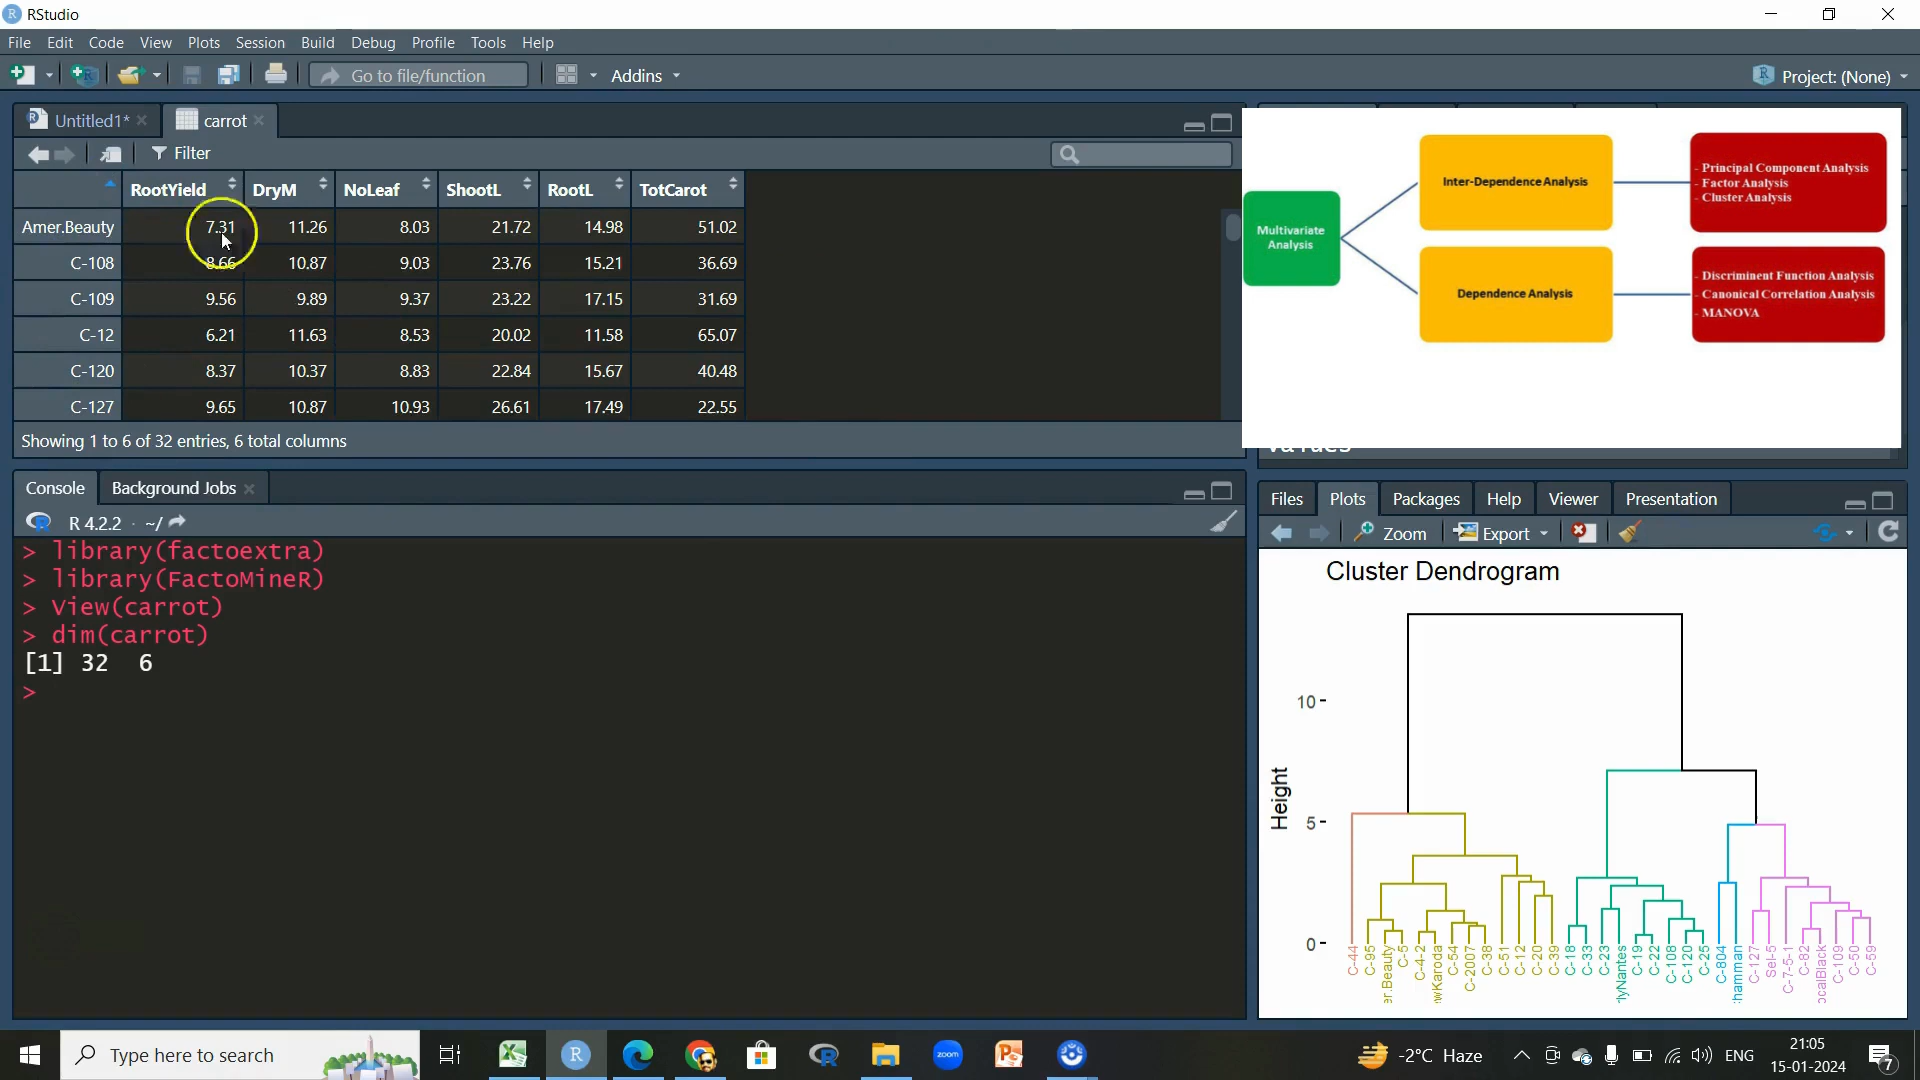 RStudio
File Edit Code View Plots Session Build Debug Profile Tools Help
Go to file/function
Addins
Project: (None)
Untitled1*
carrot
Filter
RootYield DryM NoLeaf ShootL RootL TotCarot
Amer.Beauty 7.31 11.26 8.03 21.72 14.98 51.02
C-108 8.66 10.87 9.03 23.76 15.21 36.69
C-109 9.56 9.89 9.37 23.22 17.15 31.69
C-12 6.21 11.63 8.53 20.02 11.58 65.07
C-120 8.37 10.37 8.83 22.84 15.67 40.48
C-127 9.65 10.87 10.93 26.61 17.49 22.55
Showing 1 to 6 of 32 entries, 6 total columns
Multivariate
Analysis
Inter-Dependence Analysis
- Principal Component Analysis
- Factor Analysis
- Cluster Analysis
Dependence Analysis
- Discriminent Function Analysis
- Canonical Correlation Analysis
- MANOVA
Console
Background Jobs
R 4.2.2 · ~/
> library(factoextra)
> library(FactoMineR)
> View(carrot)
> dim(carrot)
[1] 32 6
>
Files Plots Packages Help Viewer Presentation
Zoom
Export
Cluster Dendrogram
Height
10
5
0
C-44
C-95
er.Beauty
C-5
C-4-2
wKaroda
C-54
C-2007
C-38
C-51
C-12
C-20
C-39
C-18
C-33
C-23
lyNantes
C-19
C-22
C-108
C-120
C-25
C-804
hamman
C-127
Sel-5
C-7-5-1
C-82
ocalBlack
C-109
C-50
C-59
Type here to search
zoom
-2°C Haze
ENG
21:05
15-01-2024
7